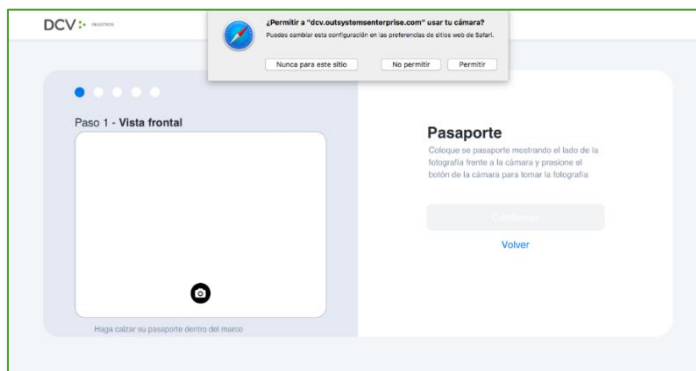 DCV REGISTROS
¿Permitir a "dcv.outsystemsenterprise.com" usar tu cámara?
Puedes cambiar esta configuración en las preferencias de sitios web de Safari.
Nunca para este sitio
No permitir
Permitir
Paso 1 - Vista frontal
Haga calzar su pasaporte dentro del marco
Pasaporte
Coloque se pasaporte mostrando el lado de la
fotografía frente a la cámara y presione el
botón de la cámara para tomar la fotografía
Continuar
Volver